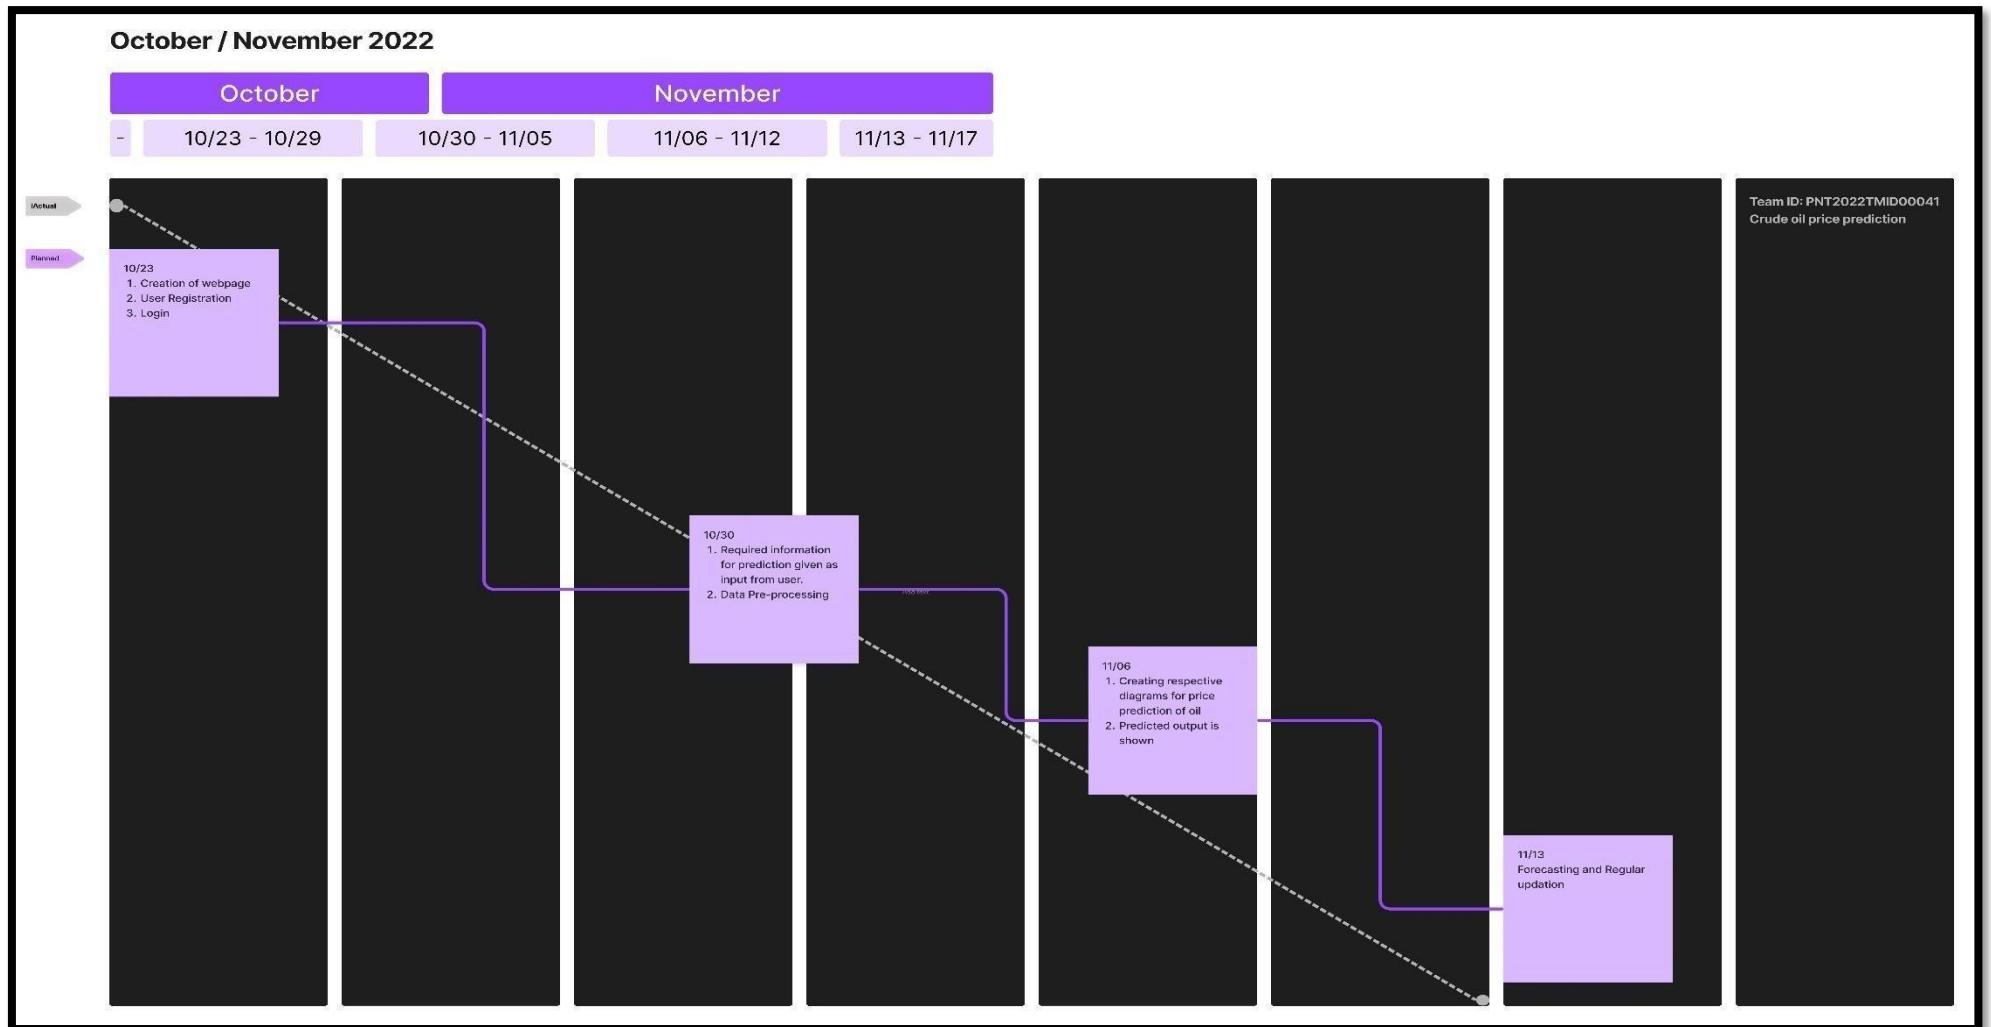 October / November 2022
October
November
-
10/23 - 10/29
10/30 - 11/05
11/06 - 11/12
11/13 - 11/17
iActual
Planned
Team ID: PNT2022TMID00041
Crude oil price prediction
10/23
1. Creation of webpage
2. User Registration
3. Login
10/30
1. Required information
for prediction given as
input from user.
2. Data Pre-processing
Add text
11/06
1. Creating respective
diagrams for price
prediction of oil
2. Predicted output is
shown
11/13
Forecasting and Regular
updation